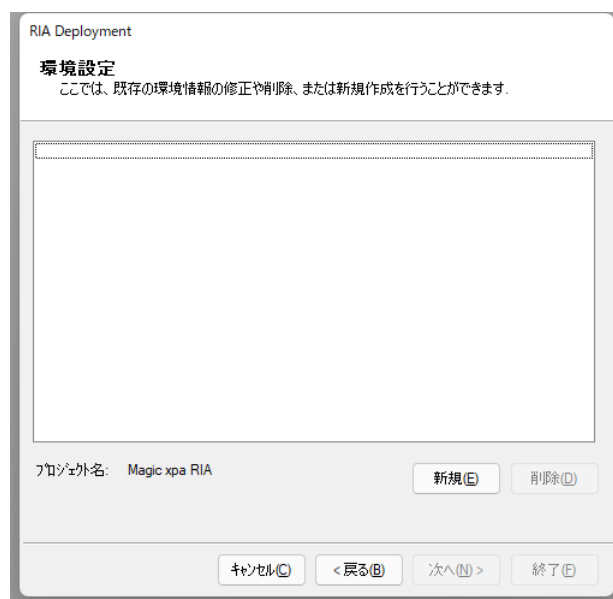 RIA Deployment
環境設定
ここでは、既存の環境情報の修正や削除、または新規作成を行うことができます.
ﾌﾟﾛｼﾞｪｸﾄ名: Magic xpa RIA
新規(E)
削除(D)
ｷｬﾝｾﾙ(C)
< 戻る(B)
次へ(N) >
終了(F)